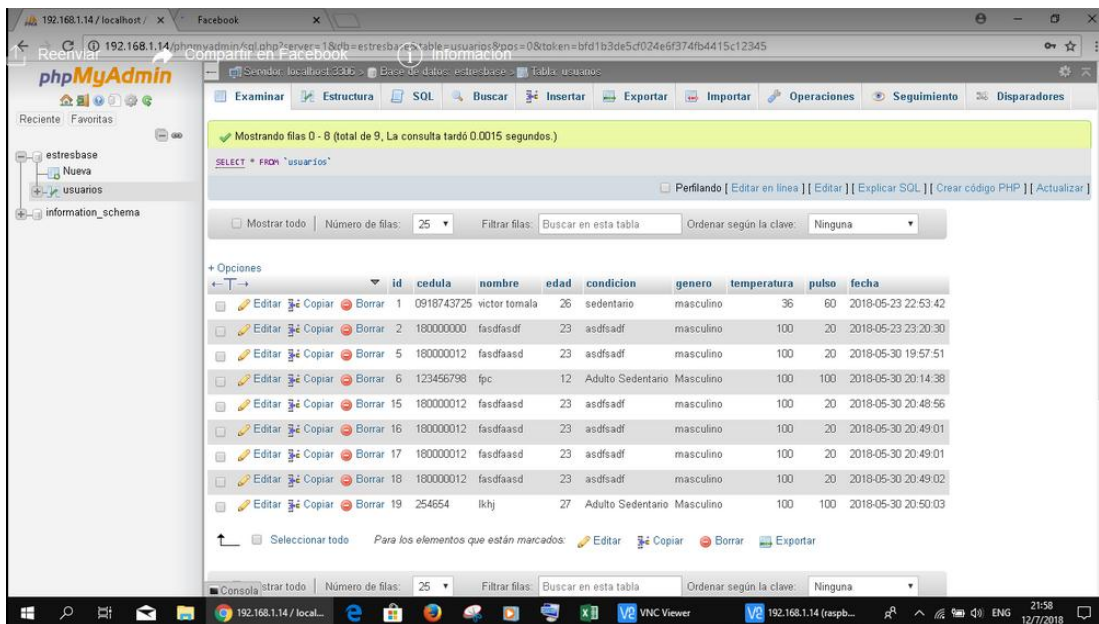 192.168.1.14 / localhost /
Facebook
192.168.1.14/phpmyadmin/sql.php?server=1&db=estresbase&table=usuarios&pos=0&token=bfd1b3de5cf024e6f374fb4415c12345
Reenviar Compartir en Facebook Información
phpMyAdmin
Reciente Favoritas
estresbase
Nueva
usuarios
information_schema
Servidor: localhost:3306 » Base de datos: estresbase » Tabla: usuarios
Examinar Estructura SQL Buscar Insertar Exportar Importar Operaciones Seguimiento Disparadores
Mostrando filas 0 - 8 (total de 9, La consulta tardó 0.0015 segundos.)
SELECT * FROM `usuarios`
Perfilando [ Editar en línea ] [ Editar ] [ Explicar SQL ] [ Crear código PHP ] [ Actualizar ]
Mostrar todo | Número de filas: 25 Filtrar filas: Buscar en esta tabla Ordenar según la clave: Ninguna
+ Opciones
←T→ id cedula nombre edad condicion genero temperatura pulso fecha
Editar Copiar Borrar 1 0918743725 victor tomala 26 sedentario masculino 36 60 2018-05-23 22:53:42
Editar Copiar Borrar 2 180000000 fasdfasdf 23 asdfsadf masculino 100 20 2018-05-23 23:20:30
Editar Copiar Borrar 5 180000012 fasdfaasd 23 asdfsadf masculino 100 20 2018-05-30 19:57:51
Editar Copiar Borrar 6 123456798 fpc 12 Adulto Sedentario Masculino 100 100 2018-05-30 20:14:38
Editar Copiar Borrar 15 180000012 fasdfaasd 23 asdfsadf masculino 100 20 2018-05-30 20:48:56
Editar Copiar Borrar 16 180000012 fasdfaasd 23 asdfsadf masculino 100 20 2018-05-30 20:49:01
Editar Copiar Borrar 17 180000012 fasdfaasd 23 asdfsadf masculino 100 20 2018-05-30 20:49:01
Editar Copiar Borrar 18 180000012 fasdfaasd 23 asdfsadf masculino 100 20 2018-05-30 20:49:02
Editar Copiar Borrar 19 254654 lkhj 27 Adulto Sedentario Masculino 100 100 2018-05-30 20:50:03
Seleccionar todo Para los elementos que están marcados: Editar Copiar Borrar Exportar
Consola strar todo | Número de filas: 25 Filtrar filas: Buscar en esta tabla Ordenar según la clave: Ninguna
192.168.1.14 / local... VNC Viewer 192.168.1.14 (raspb... ENG 21:58
12/7/2018